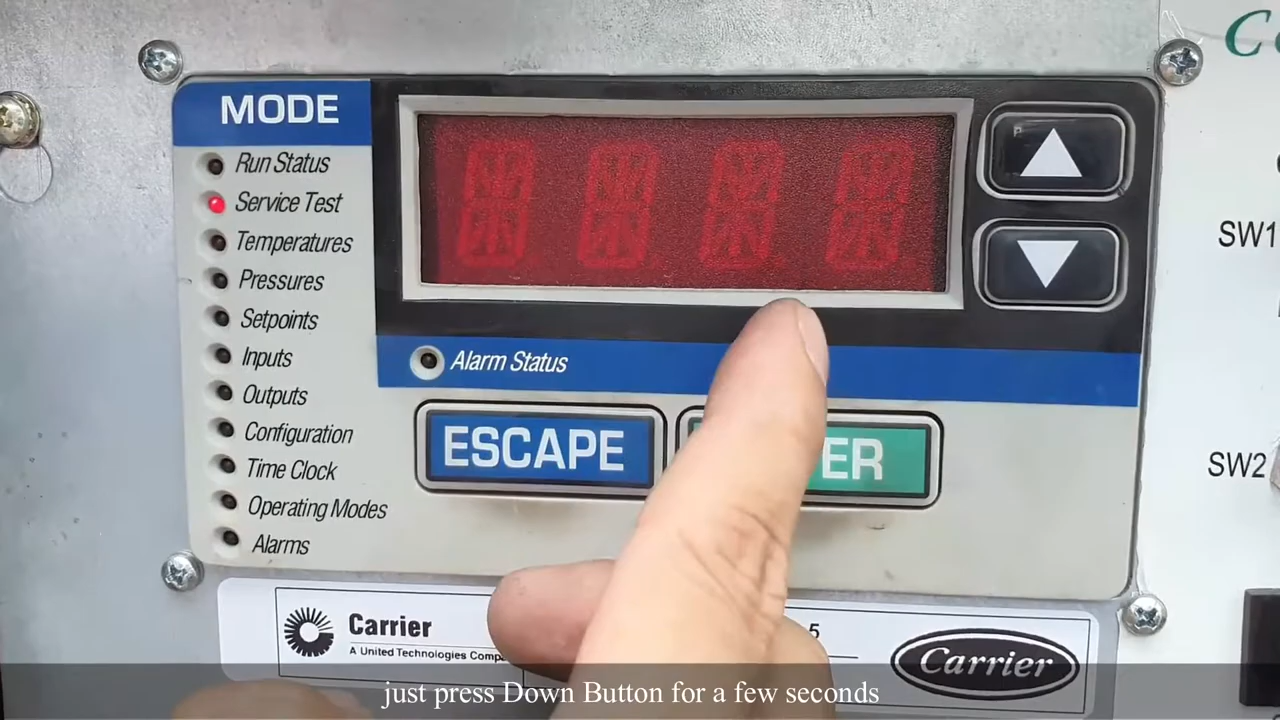 MODE
Run Status
Service Test
Temperatures
Pressures
Setpoints
Inputs
Outputs
Configuration
Time Clock
Operating Modes
Alarms
P
Alarm Status
ESCAPE
ER
SW1
SW2
Carrier
A United Technologies
5
Carrier
just press Down Button for a few seconds